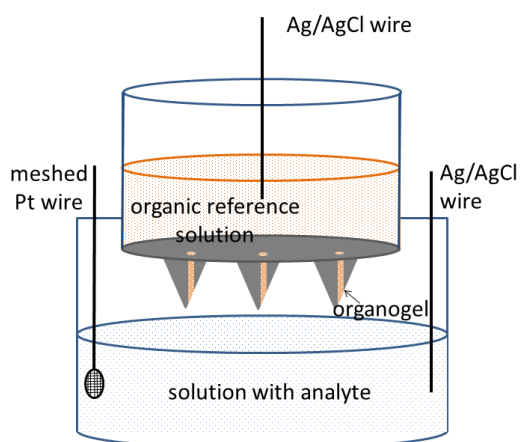 Ag/AgCl wire
meshed
Pt wire
Ag/AgCl
wire
organic reference
solution
organogel
solution with analyte